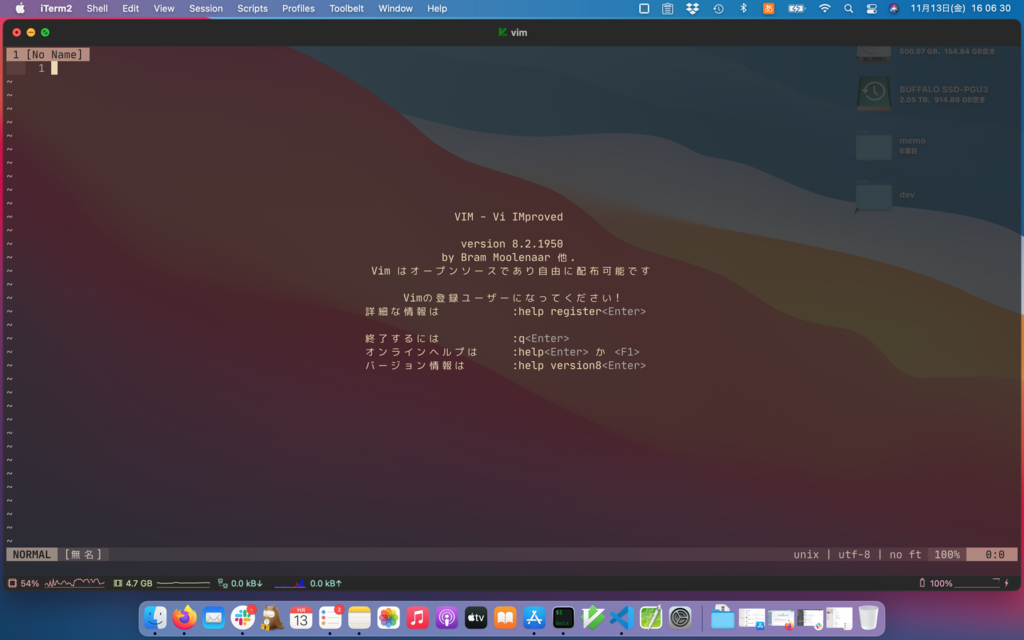 iTerm2 Shell Edit View Session Scripts Profiles Toolbelt Window Help 11月13日(金) 16 06 30
vim
1 [No Name]
1
500.07 GB、154.84 GB空き
BUFFALO SSD-PGU3
2.05 TB、914.89 GB空き
memo
6項目
dev
VIM - Vi IMproved
version 8.2.1950
by Bram Moolenaar 他.
Vim はオープンソースであり自由に配布可能です
Vimの登録ユーザーになってください!
詳細な情報は :help register<Enter>
終了するには :q<Enter>
オンラインヘルプは :help<Enter> か <F1>
バージョン情報は :help version8<Enter>
NORMAL [無名] unix | utf-8 | no ft 100% 0:0
54% 4.7 GB 0.0 kB↓ 0.0 kB↑ 100%
13
2
tv